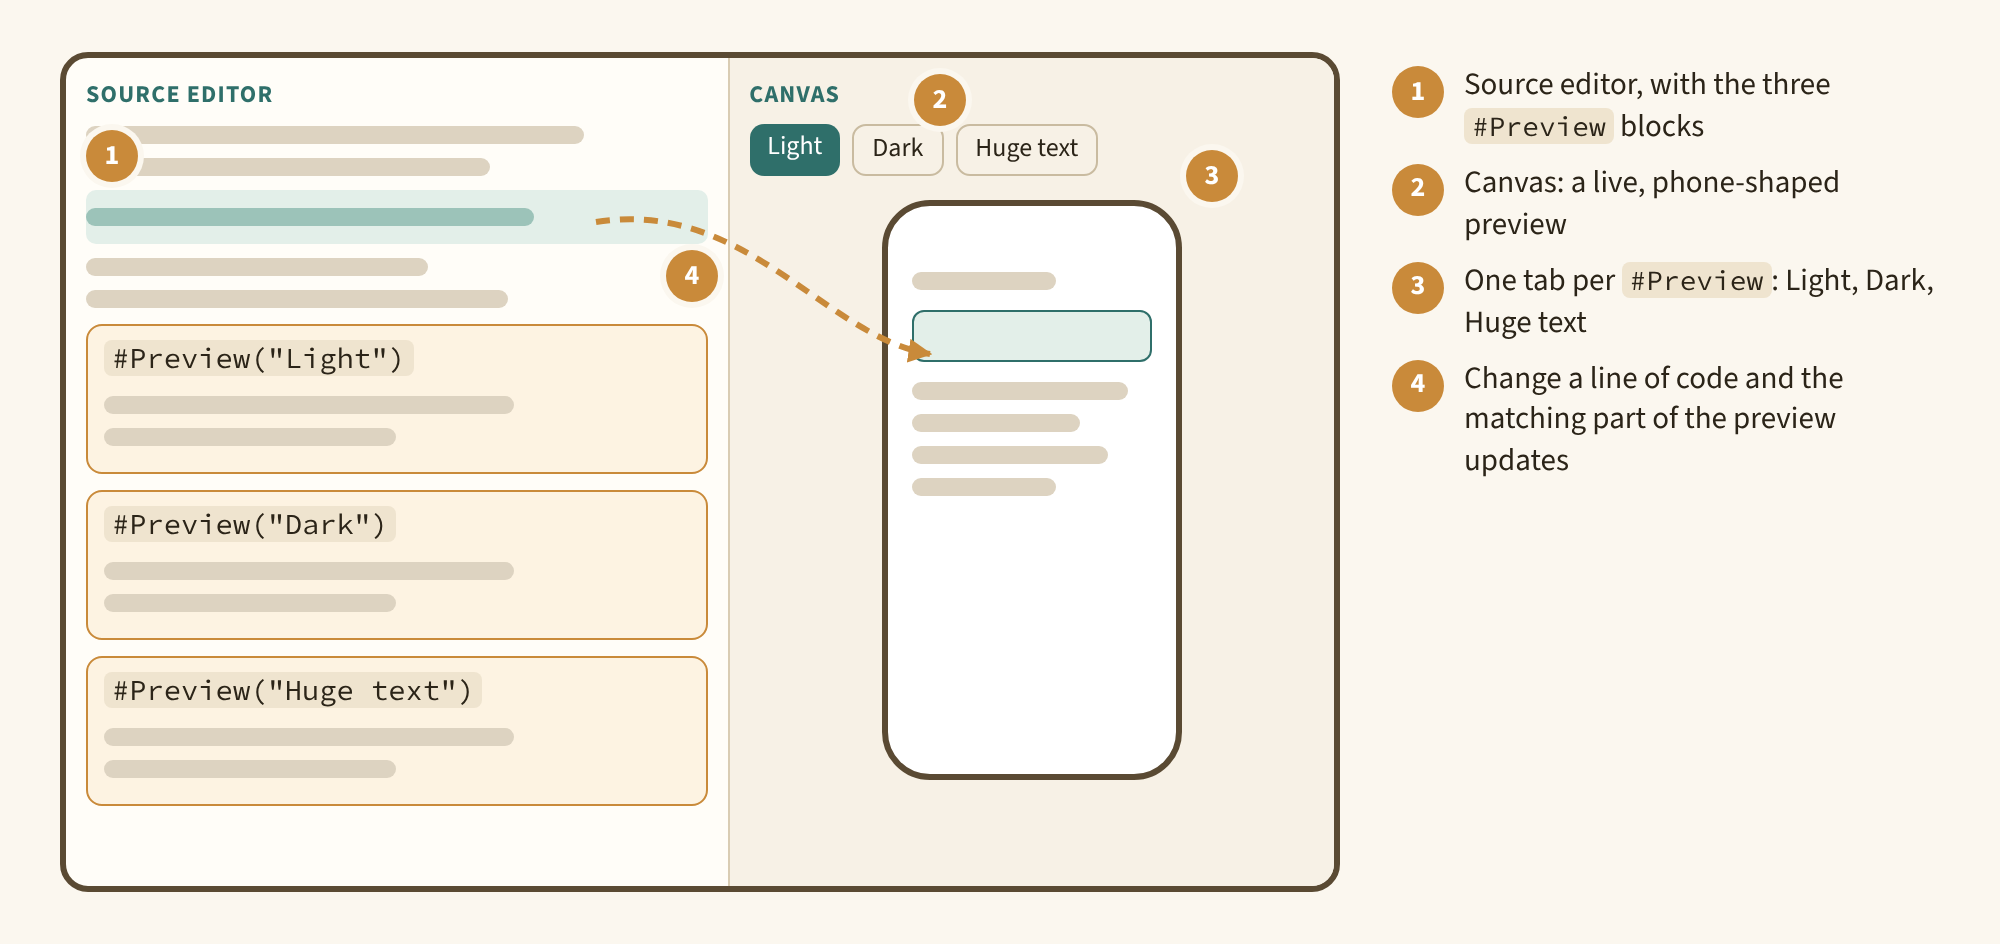 SOURCE EDITOR
1
4
#Preview("Light")
#Preview("Dark")
#Preview("Huge text")
CANVAS
2
Light
Dark
Huge text
3
1
Source editor, with the three
#Preview blocks
2
Canvas: a live, phone-shaped
preview
3
One tab per #Preview: Light, Dark,
Huge text
4
Change a line of code and the
matching part of the preview
updates